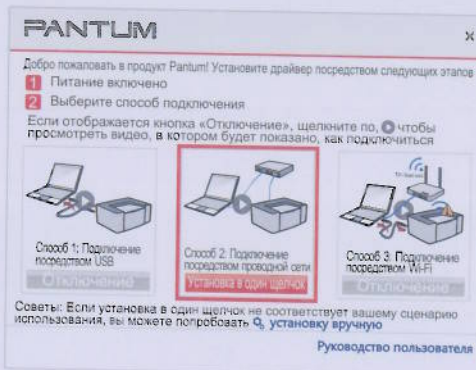 PANTUM
×
Добро пожаловать в продукт Pantum! Установите драйвер посредством следующих этапов
1 Питание включено
2 Выберите способ подключения
Если отображается кнопка «Отключение», щелкните по, чтобы
просмотреть видео, в котором будет показано, как подключиться
Способ 1: Подключение
посредством USB
Отключение
Способ 2: Подключение
посредством проводной сети
Установка в один щелчок
Способ 3: Подключение
посредством Wi-Fi
Отключение
Советы: Если установка в один щелчок не соответствует вашему сценарию
использования, вы можете попробовать установку вручную
Руководство пользователя